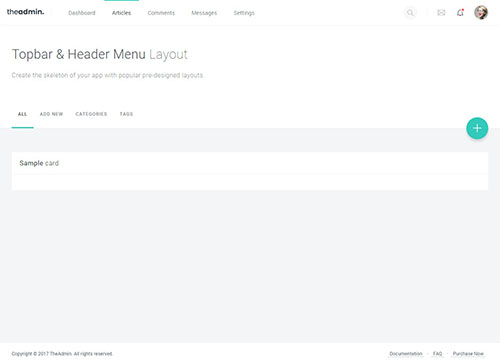 theadmin. Dashboard Articles Comments Messages Settings
Topbar & Header Menu Layout
Create the skeleton of your app with popular pre-designed layouts.
ALL ADD NEW CATEGORIES TAGS
Sample card
Copyright © 2017 TheAdmin. All rights reserved. Documentation · FAQ · Purchase Now